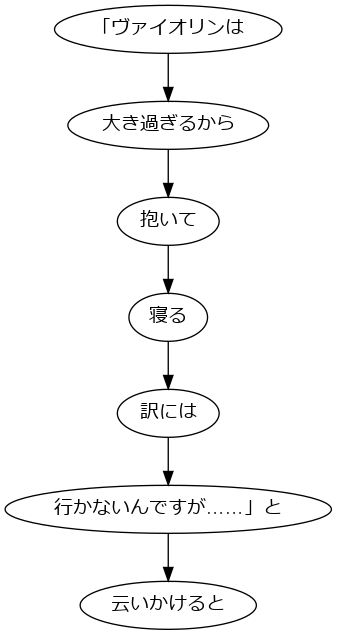 「ヴァイオリンは
大き過ぎるから
抱いて
寝る
訳には
行かないんですが……」と
云いかけると